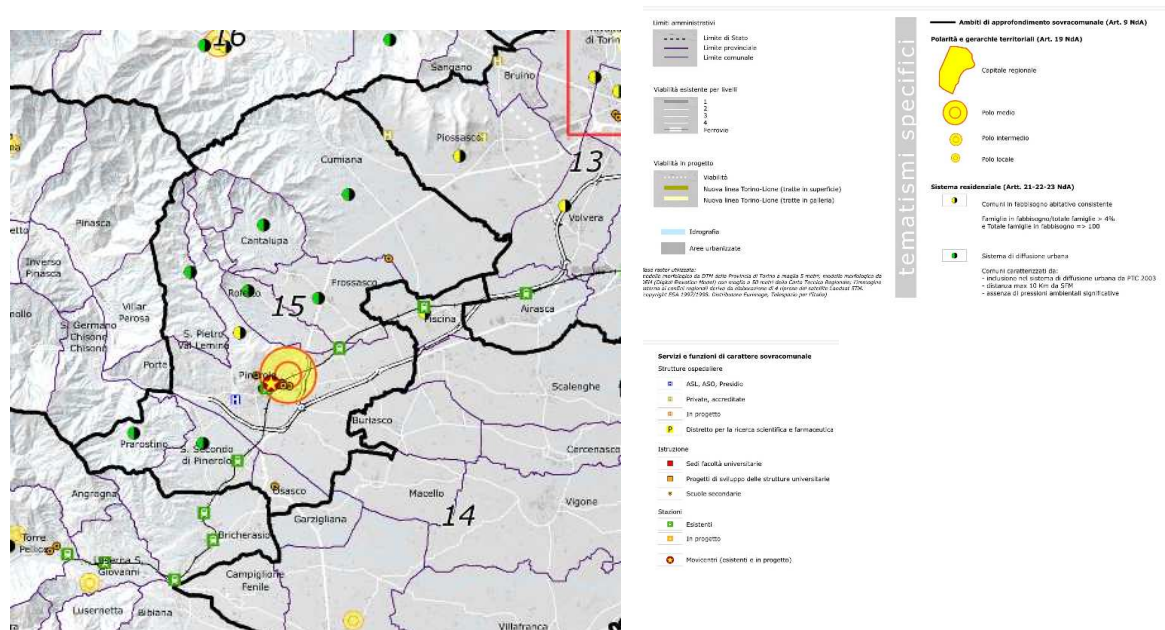 16
di Torin
Sangano
Bruino
Piossasco
13
Cumiana
Pinasca
Volvera
Cantalupa
Inverso
Pinasca
Frossasco
Roletto
15
Villar
Perosa
Airasca
Piscina
S. Germano
Chisone
Chisone
S. Pietro
Val Lemina
Porte
Pinerolo
Scalenghe
Buriasco
Prarostino
S. Secondo
di Pinerolo
Cercenasco
Angrogna
Osasco
Macello
Vigone
14
Garzigliana
Torre
Pellice
Bricherasio
Luserna S.
Giovanni
Campiglione
Fenile
Lusernetta
Bibiana
Villafranca
Limiti amministrativi
Limite di Stato
Limite provinciale
Limite comunale
Viabilità esistente per livelli
1
2
3
4
Ferrovie
Viabilità in progetto
Viabilità
Nuova linea Torino-Lione (tratte in superficie)
Nuova linea Torino-Lione (tratte in galleria)
Idrografia
Aree urbanizzate
tematismi specifici
Ambiti di approfondimento sovracomunale (Art. 9 NdA)
Polarità e gerarchie territoriali (Art. 19 NdA)
Capitale regionale
Polo medio
Polo intermedio
Polo locale
Sistema residenziale (Artt. 21-22-23 NdA)
Comuni in fabbisogno abitativo consistente
Famiglie in fabbisogno/totale famiglie > 4%
e Totale famiglie in fabbisogno => 100
Sistema di diffusione urbana
Comuni caratterizzati da:
- inclusione nel sistema di diffusione urbana da PTC 2003
- distanza max 10 Km da SFM
- assenza di pressioni ambientali significative
Servizi e funzioni di carattere sovracomunale
Strutture ospedaliere
H ASL, ASO, Presidio
Private, accreditate
In progetto
P Distretto per la ricerca scientifica e farmaceutica
Istruzione
Sedi facoltà universitarie
Progetti di sviluppo delle strutture universitarie
Scuole secondarie
Stazioni
Esistenti
In progetto
Movicentri (esistenti e in progetto)